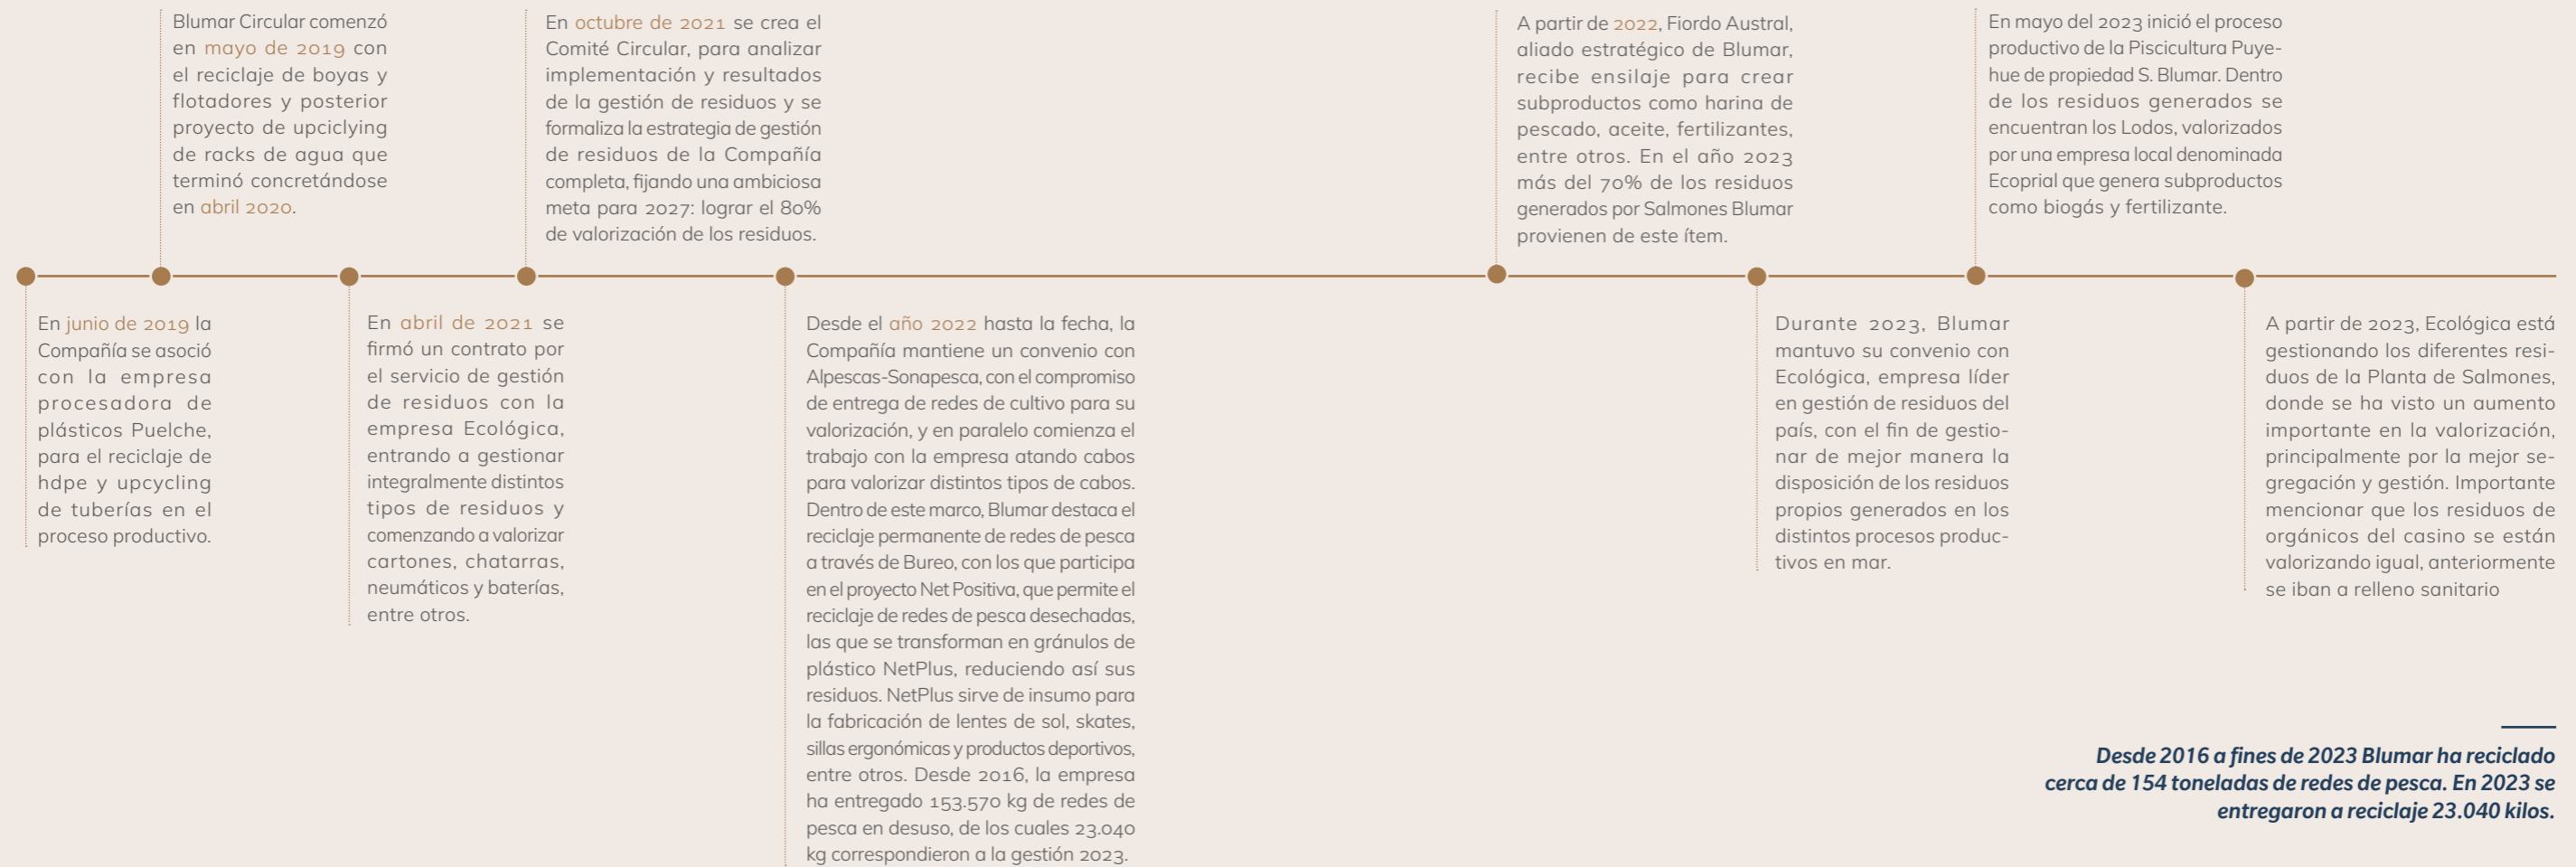 En junio de 2019 la
Compañía se asoció
con la empresa
procesadora de
plásticos Puelche,
para el reciclaje de
hdpe y upcycling
de tuberías en el
proceso productivo.
Blumar Circular comenzó
en mayo de 2019 con
el reciclaje de boyas y
flotadores y posterior
proyecto de upciclying
de racks de agua que
terminó concretándose
en abril 2020.
En abril de 2021 se
firmó un contrato por
el servicio de gestión
de residuos con la
empresa Ecológica,
entrando a gestionar
integralmente distintos
tipos de residuos y
comenzando a valorizar
cartones, chatarras,
neumáticos y baterías,
entre otros.
En octubre de 2021 se crea el
Comité Circular, para analizar
implementación y resultados
de la gestión de residuos y se
formaliza la estrategia de gestión
de residuos de la Compañía
completa, fijando una ambiciosa
meta para 2027: lograr el 80%
de valorización de los residuos.
Desde el año 2022 hasta la fecha, la
Compañía mantiene un convenio con
Alpescas-Sonapesca, con el compromiso
de entrega de redes de cultivo para su
valorización, y en paralelo comienza el
trabajo con la empresa atando cabos
para valorizar distintos tipos de cabos.
Dentro de este marco, Blumar destaca el
reciclaje permanente de redes de pesca
a través de Bureo, con los que participa
en el proyecto Net Positiva, que permite el
reciclaje de redes de pesca desechadas,
las que se transforman en gránulos de
plástico NetPlus, reduciendo así sus
residuos. NetPlus sirve de insumo para
la fabricación de lentes de sol, skates,
sillas ergonómicas y productos deportivos,
entre otros. Desde 2016, la empresa
ha entregado 153.570 kg de redes de
pesca en desuso, de los cuales 23.040
kg correspondieron a la gestión 2023.
A partir de 2022, Fiordo Austral,
aliado estratégico de Blumar,
recibe ensilaje para crear
subproductos como harina de
pescado, aceite, fertilizantes,
entre otros. En el año 2023
más del 70% de los residuos
generados por Salmones Blumar
provienen de este ítem.
Durante 2023, Blumar
mantuvo su convenio con
Ecológica, empresa líder
en gestión de residuos del
país, con el fin de gestio-
nar de mejor manera la
disposición de los residuos
propios generados en los
distintos procesos produc-
tivos en mar.
En mayo del 2023 inició el proceso
productivo de la Piscicultura Puye-
hue de propiedad S. Blumar. Dentro
de los residuos generados se
encuentran los Lodos, valorizados
por una empresa local denominada
Ecoprial que genera subproductos
como biogás y fertilizante.
A partir de 2023, Ecológica está
gestionando los diferentes resi-
duos de la Planta de Salmones,
donde se ha visto un aumento
importante en la valorización,
principalmente por la mejor se-
gregación y gestión. Importante
mencionar que los residuos de
orgánicos del casino se están
valorizando igual, anteriormente
se iban a relleno sanitario
Desde 2016 a fines de 2023 Blumar ha reciclado
cerca de 154 toneladas de redes de pesca. En 2023 se
entregaron a reciclaje 23.040 kilos.